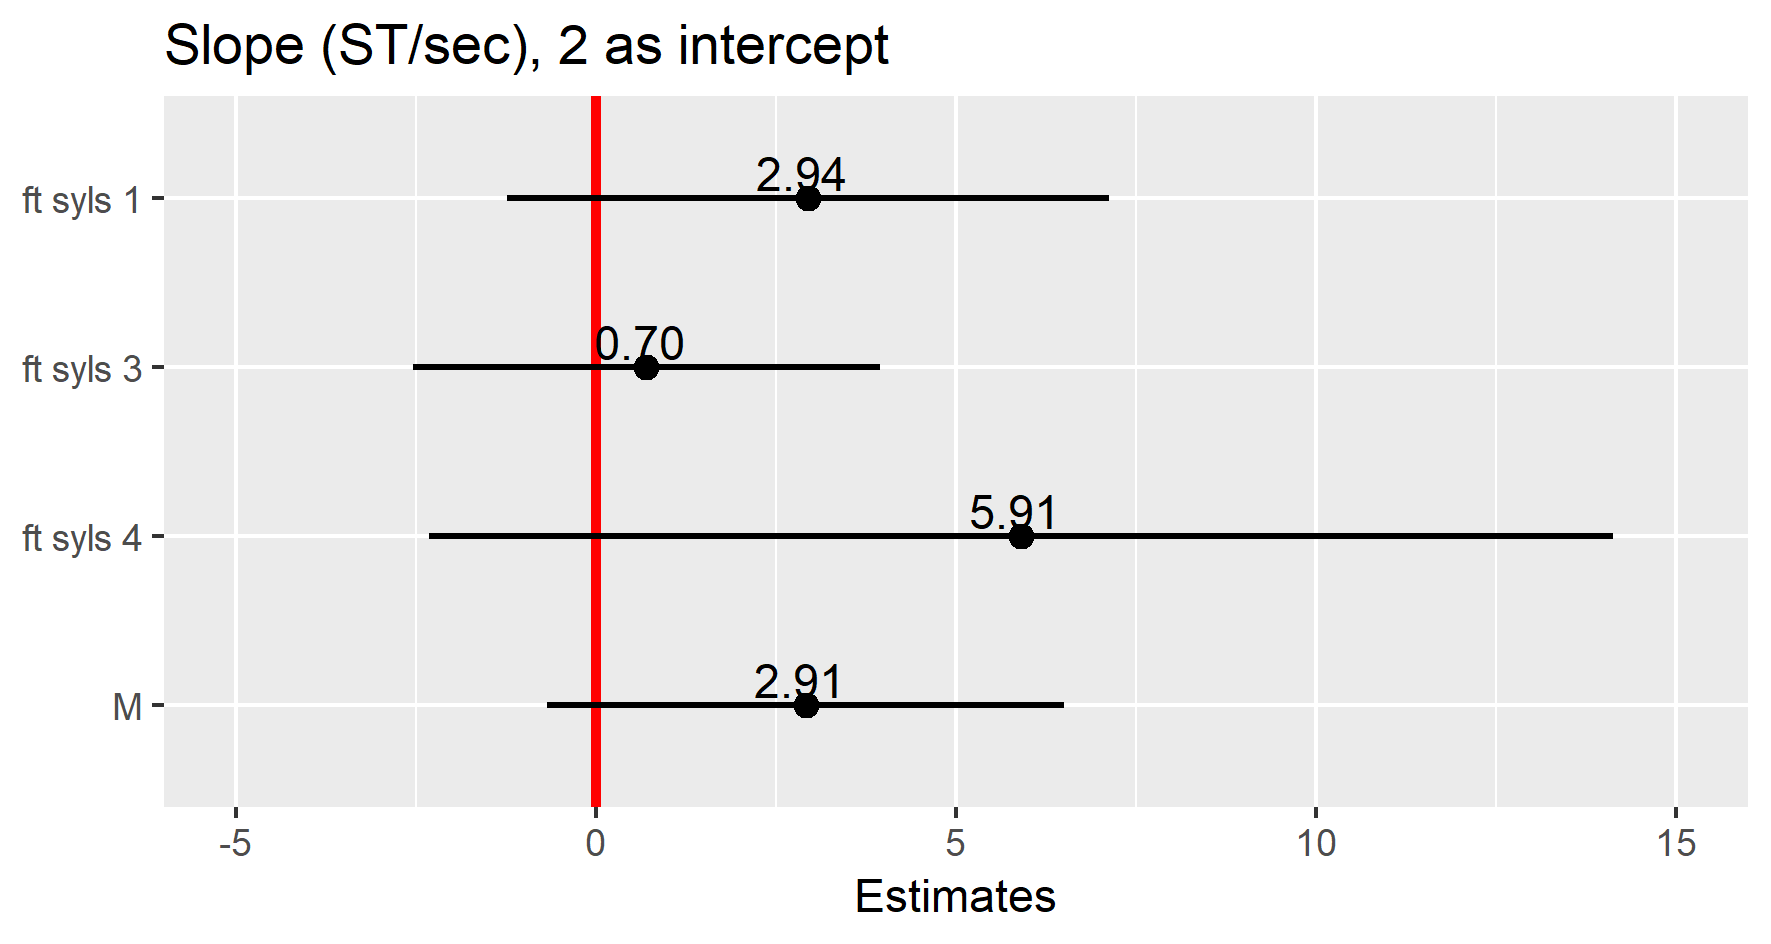 Slope (ST/sec), 2 as intercept
ft syls 1
2.94
ft syls 3
0.70
ft syls 4
5.91
M
2.91
-5 0 5 10 15
Estimates